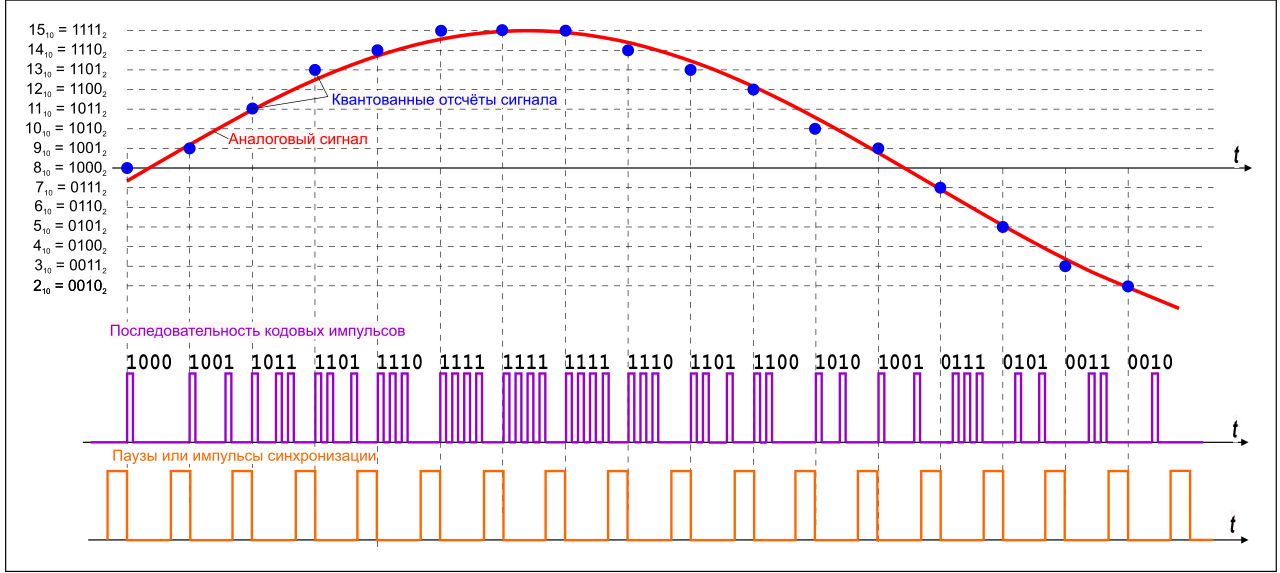 15₁₀ = 1111₂
14₁₀ = 1110₂
13₁₀ = 1101₂
12₁₀ = 1100₂
Квантованные отсчёты сигнала
11₁₀ = 1011₂
10₁₀ = 1010₂
Аналоговый сигнал
9₁₀ = 1001₂
t
8₁₀ = 1000₂
7₁₀ = 0111₂
6₁₀ = 0110₂
5₁₀ = 0101₂
4₁₀ = 0100₂
3₁₀ = 0011₂
2₁₀ = 0010₂
Последовательность кодовых импульсов
1000 1001 1011 1101 1110 1111 1111 1111 1110 1101 1100 1010 1001 0111 0101 0011 0010
t
Паузы или импульсы синхронизации
t